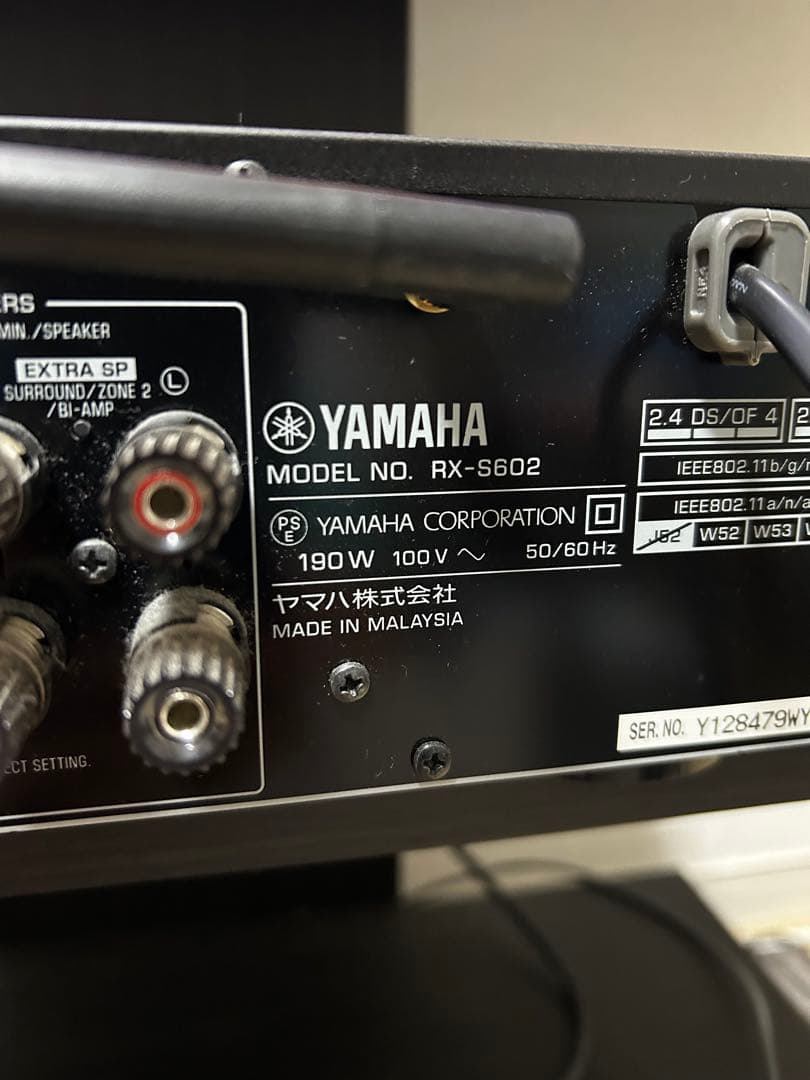 ERS
MIN./SPEAKER
EXTRA SP
SURROUND/ZONE 2
/BI-AMP
L
ECT SETTING.
YAMAHA
MODEL NO. RX-S602
PSE YAMAHA CORPORATION
190W 100V ～ 50/60Hz
ヤマハ株式会社
MADE IN MALAYSIA
2.4 DS/OF 4
IEEE802.11b/g/n
IEEE802.11a/n/a
J52 W52 W53
SER.NO. Y128479WY